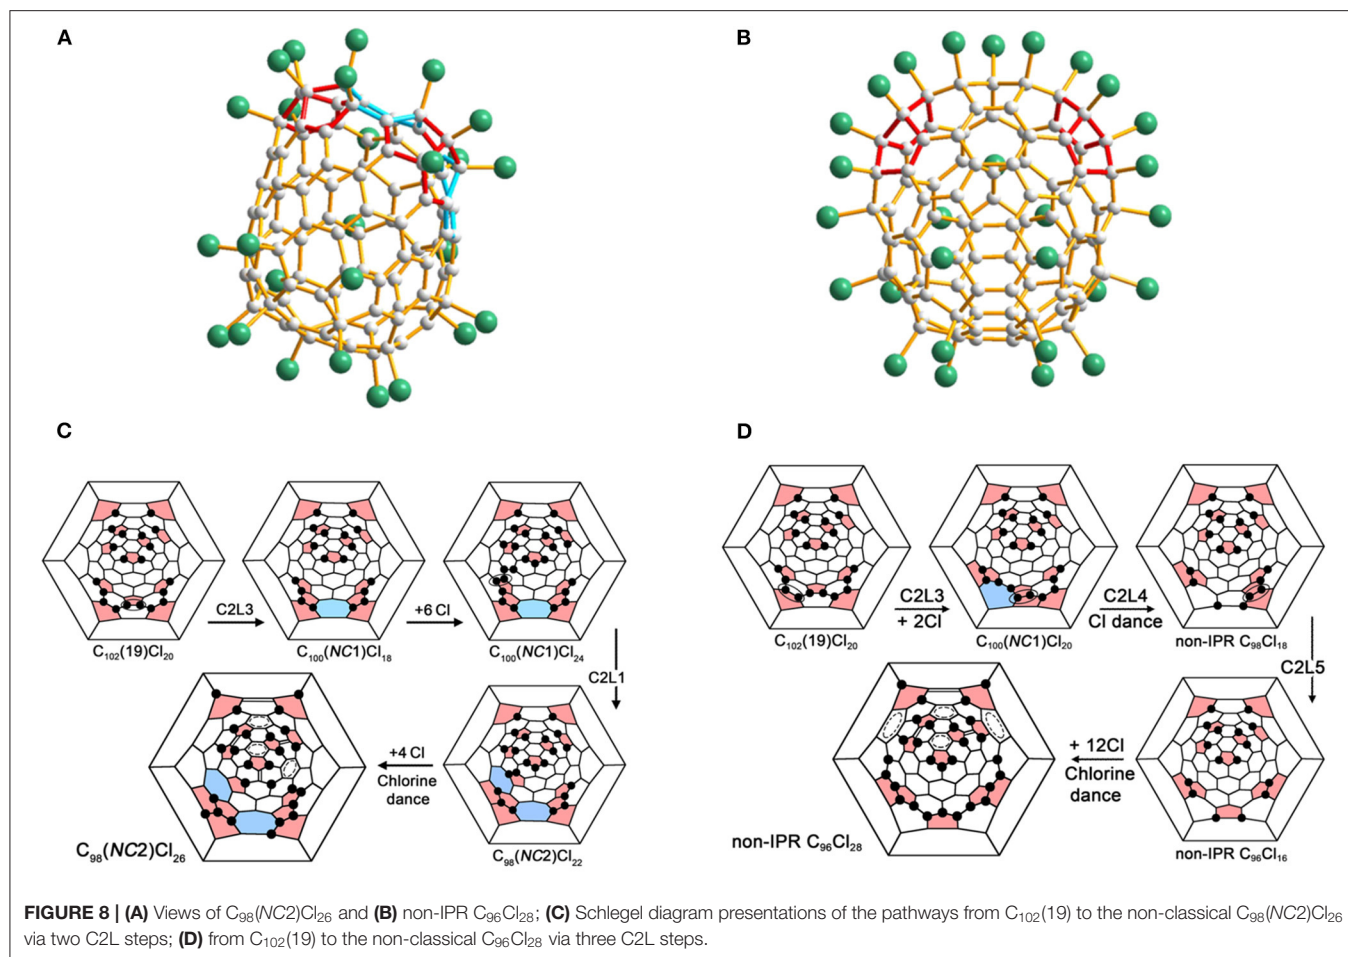 A
B
C
D
C2L3
+6 Cl
C₁₀₂(19)Cl₂₀
C₁₀₀(NC1)Cl₁₈
C₁₀₀(NC1)Cl₂₄
C2L1
+4 Cl
Chlorine
dance
C₉₈(NC2)Cl₂₆
C₉₈(NC2)Cl₂₂
C2L3
+ 2Cl
C2L4
Cl dance
C₁₀₂(19)Cl₂₀
C₁₀₀(NC1)Cl₂₀
non-IPR C₉₈Cl₁₈
C2L5
+ 12Cl
Chlorine
dance
non-IPR C₉₆Cl₂₈
non-IPR C₉₆Cl₁₆
FIGURE 8 | (A) Views of C₉₈(NC2)Cl₂₆ and (B) non-IPR C₉₆Cl₂₈; (C) Schlegel diagram presentations of the pathways from C₁₀₂(19) to the non-classical C₉₈(NC2)Cl₂₆
via two C2L steps; (D) from C₁₀₂(19) to the non-classical C₉₆Cl₂₈ via three C2L steps.